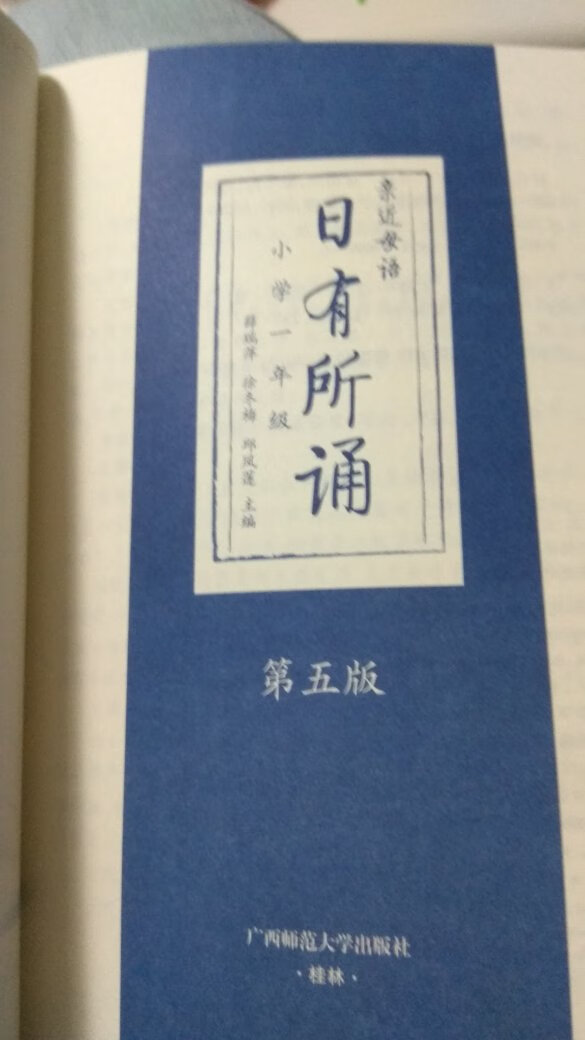 亲近母语
日有所诵
小学一年级
薛瑞萍 徐冬梅 邱凤莲 主编
第五版
广西师范大学出版社
·桂林·